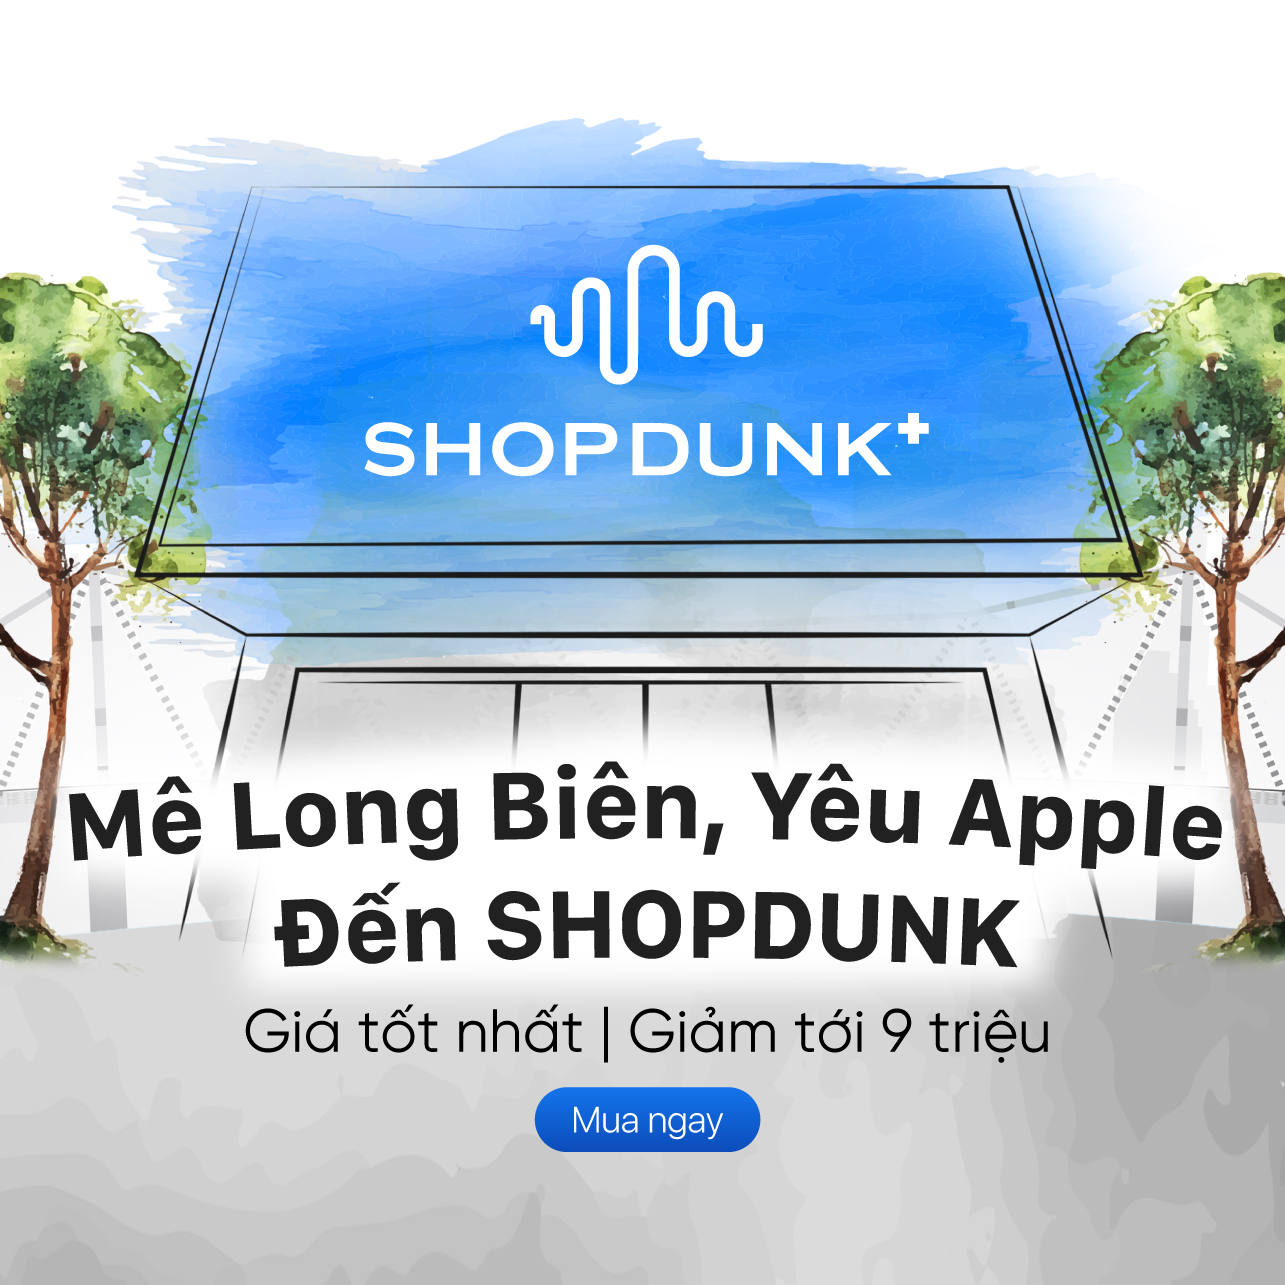 SHOPDUNK+
Mê Long Biên, Yêu Apple
Đến SHOPDUNK
Giá tốt nhất | Giảm tới 9 triệu
Mua ngay